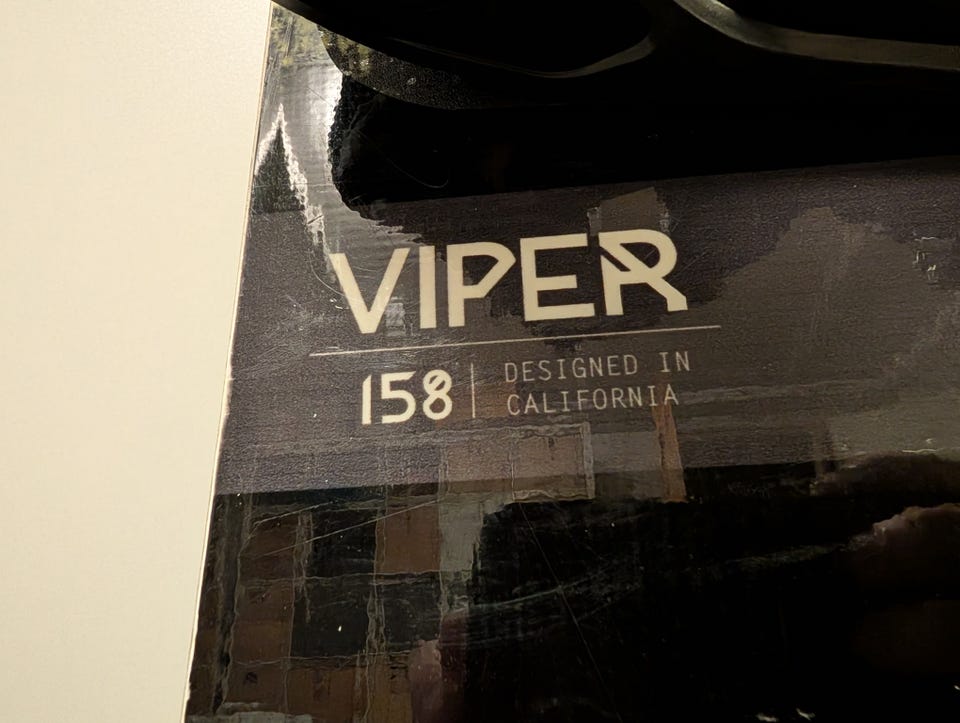 VIPER
158 | DESIGNED IN
CALIFORNIA